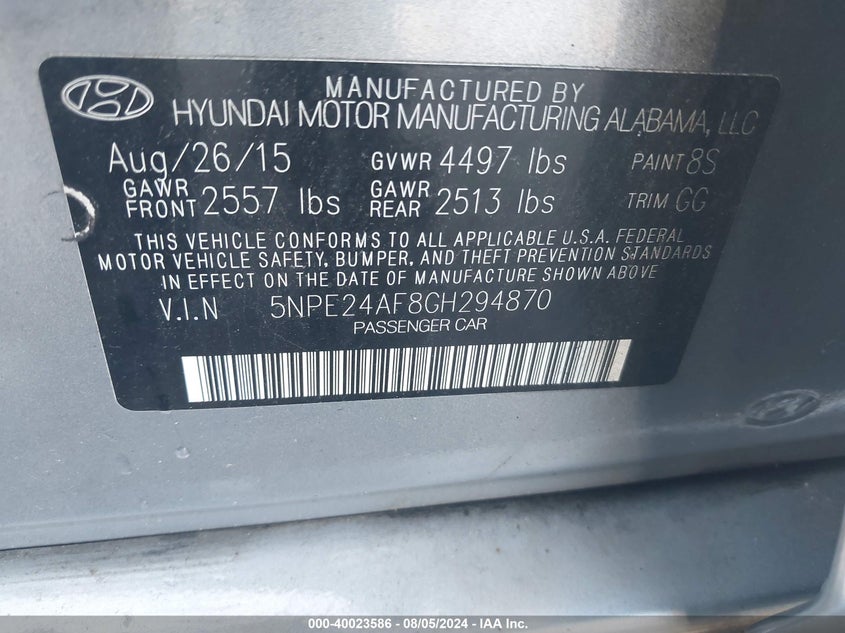 MANUFACTURED BY
HYUNDAI MOTOR MANUFACTURING ALABAMA, LLC
Aug/26/15 GVWR 4497 lbs PAINT 8S
GAWR FRONT 2557 lbs GAWR REAR 2513 lbs TRIM GG
THIS VEHICLE CONFORMS TO ALL APPLICABLE U.S.A. FEDERAL
MOTOR VEHICLE SAFETY, BUMPER, AND THEFT PREVENTION STANDARDS
IN EFFECT ON THE DATE OF MANUFACTURE SHOWN ABOVE
V.I.N 5NPE24AF8GH294870
PASSENGER CAR
000-40023586 - 08/05/2024 - IAA Inc.